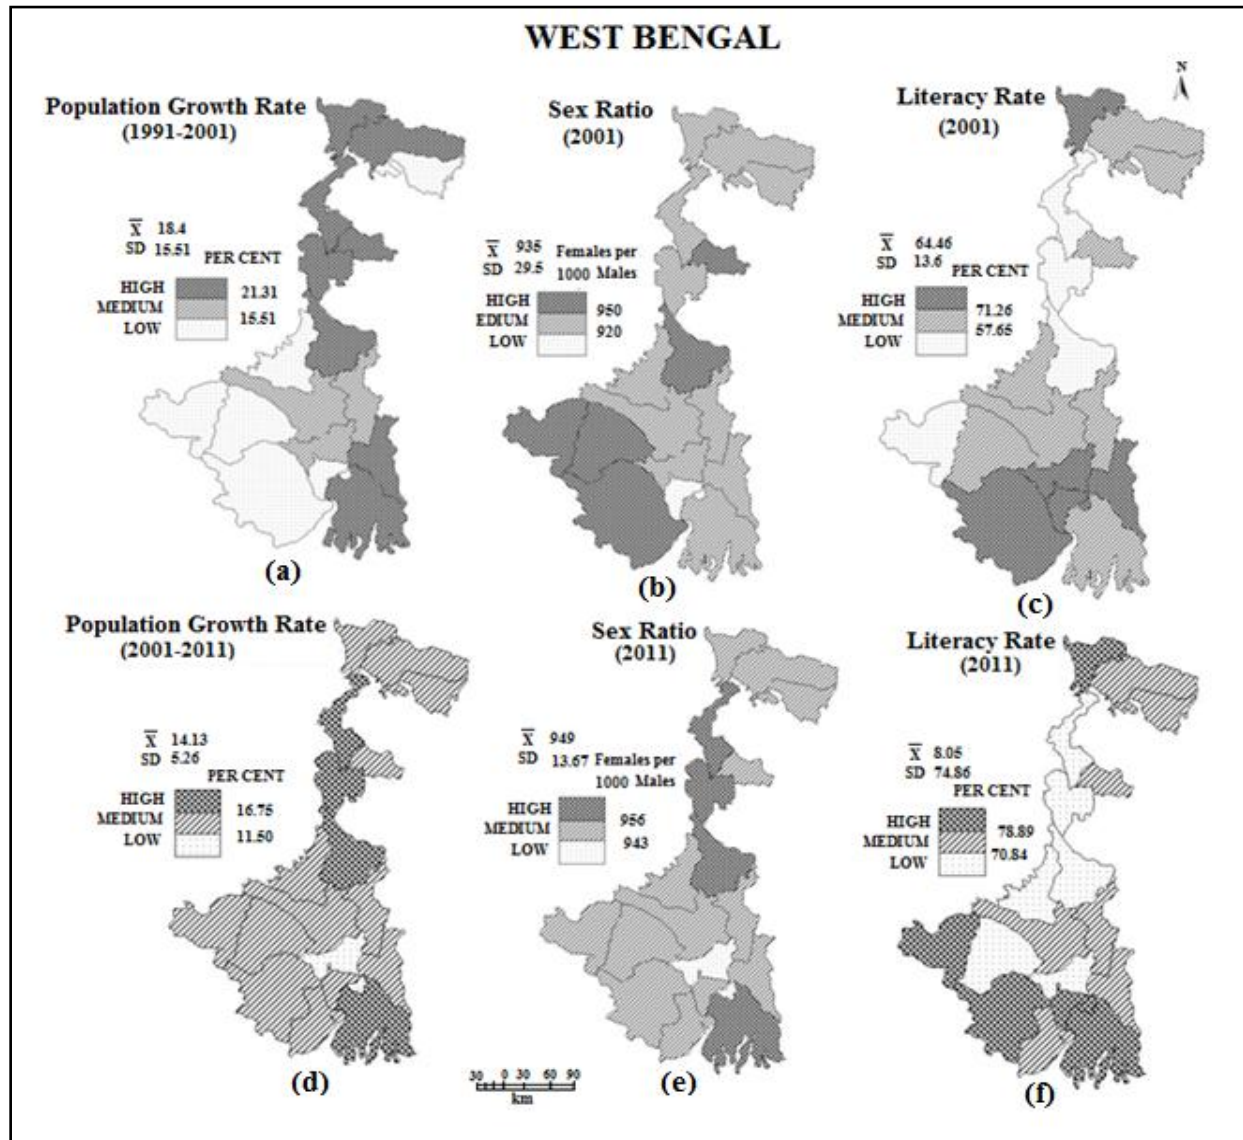 WEST BENGAL
N
Population Growth Rate
(1991-2001)
X 18.4
SD 15.51
PER CENT
HIGH
MEDIUM
LOW
21.31
15.51
(a)
Sex Ratio
(2001)
X 935 Females per
SD 29.5 1000 Males
HIGH
EDIUM
LOW
950
920
(b)
Literacy Rate
(2001)
X 64.46
SD 13.6
PER CENT
HIGH
MEDIUM
LOW
71.26
57.65
(c)
Population Growth Rate
(2001-2011)
X 14.13
SD 5.26
PER CENT
HIGH
MEDIUM
LOW
16.75
11.50
(d)
Sex Ratio
(2011)
X 949
SD 13.67 Females per
1000 Males
HIGH
MEDIUM
LOW
956
943
(e)
Literacy Rate
(2011)
X 8.05
SD 74.86
PER CENT
HIGH
MEDIUM
LOW
78.89
70.84
(f)
30 0 30 60 90
km